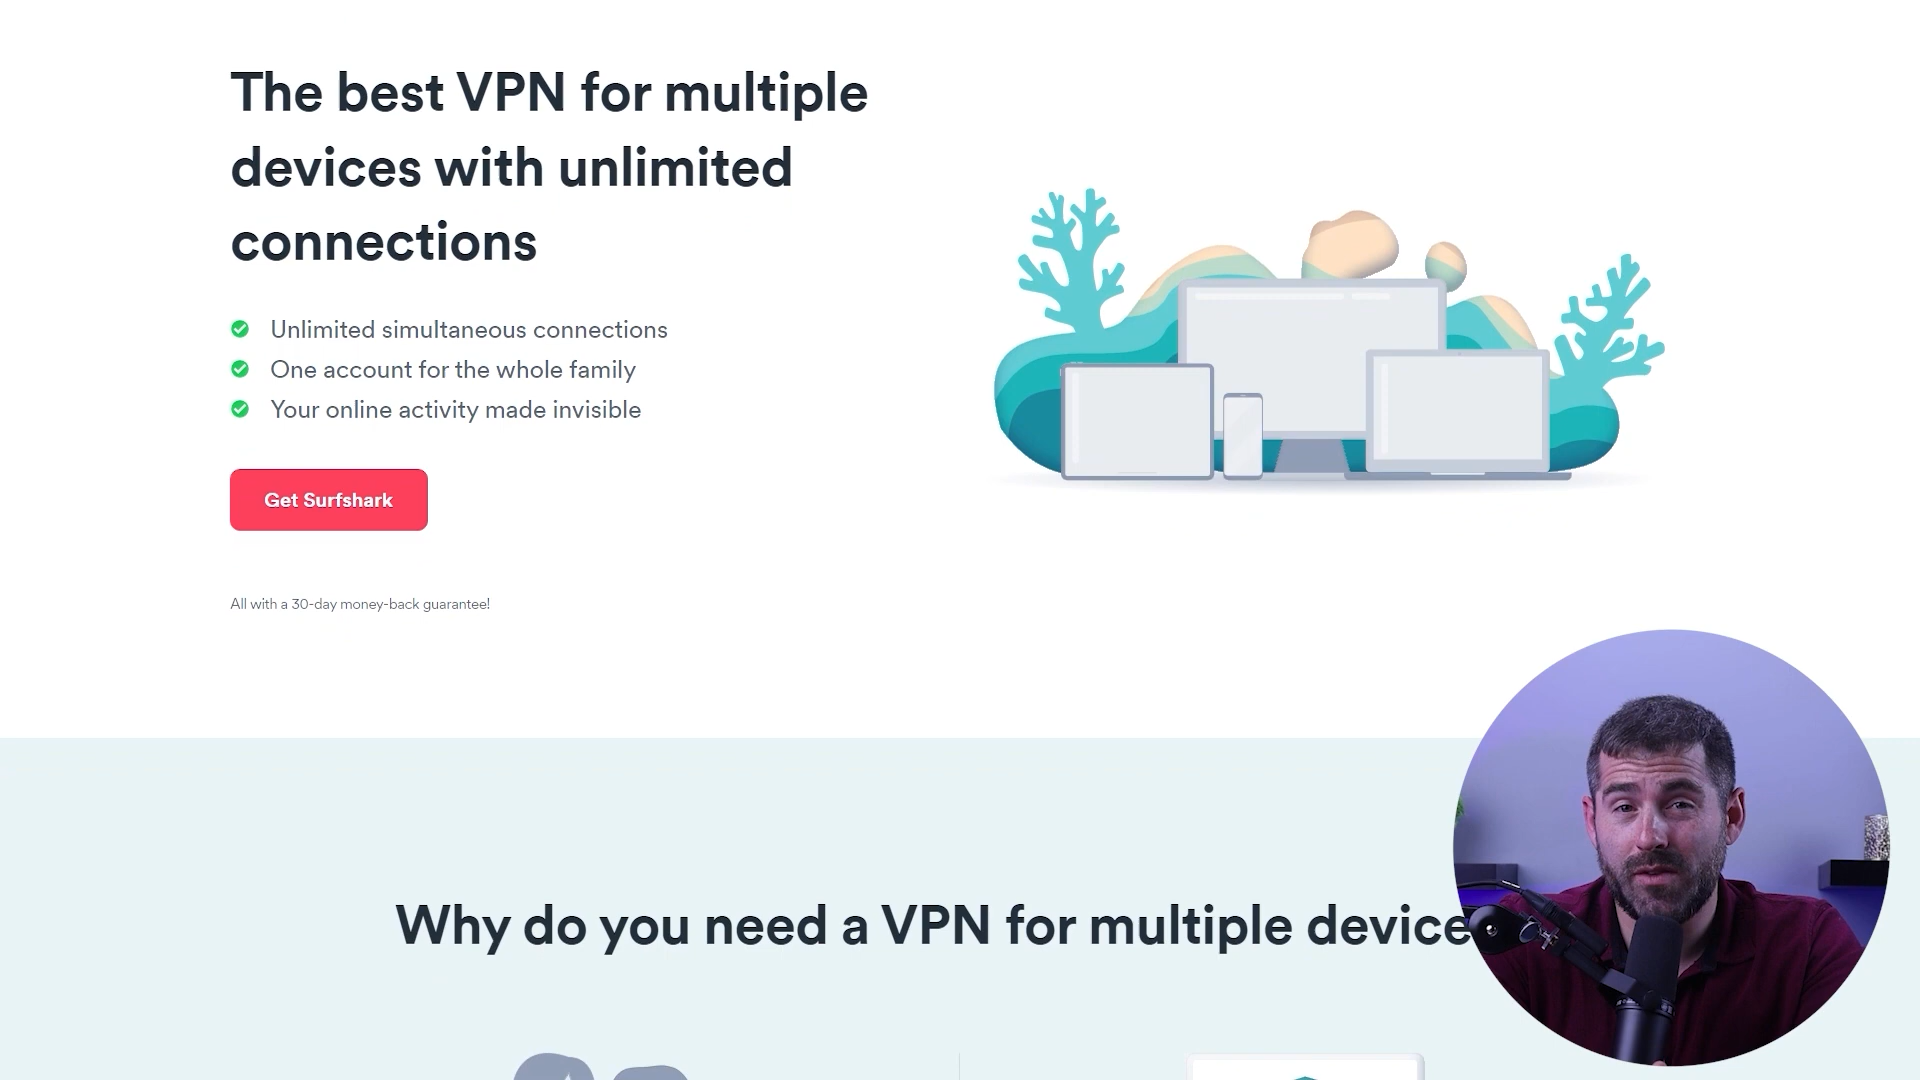 The best VPN for multiple
devices with unlimited
connections
Unlimited simultaneous connections
One account for the whole family
Your online activity made invisible
Get Surfshark
All with a 30-day money-back guarantee!
Why do you need a VPN for multiple device